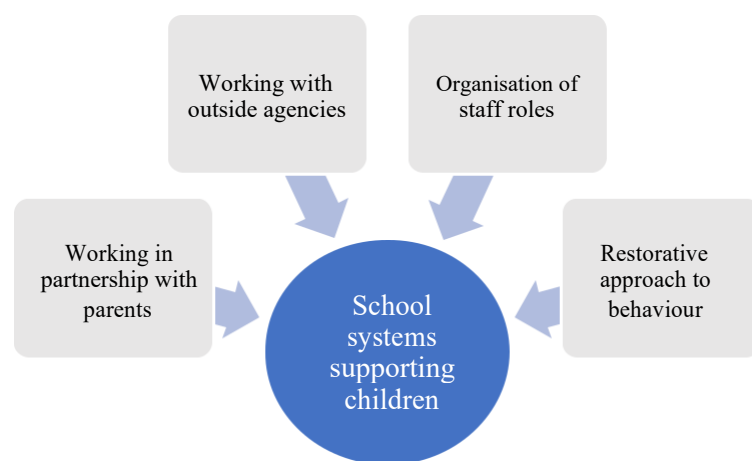 Working with
outside agencies
Organisation of
staff roles
Working in
partnership with
parents
Restorative
approach to
behaviour
School
systems
supporting
children